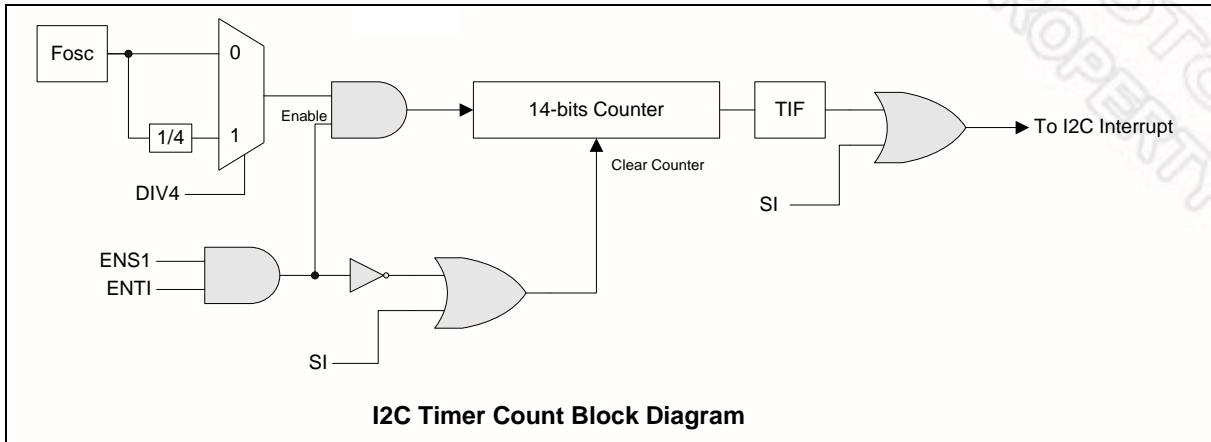 Fosc
0
1/4
1
DIV4
Enable
14-bits Counter
TIF
To I2C Interrupt
Clear Counter
SI
ENS1
ENTI
SI
I2C Timer Count Block Diagram